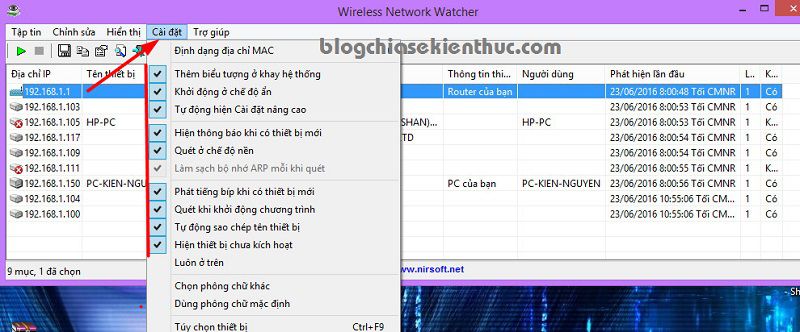 Wireless Network Watcher
Tập tin Chỉnh sửa Hiển thị Cài đặt Trợ giúp
blogchiasekienthuc.com
Định dạng địa chỉ MAC
Thêm biểu tượng ở khay hệ thống
Khởi động ở chế độ ẩn
Tự động hiện Cài đặt nâng cao
Hiện thông báo khi có thiết bị mới
Quét ở chế độ nền
Làm sạch bộ nhớ ARP mỗi khi quét
Phát tiếng bíp khi có thiết bị mới
Quét khi khởi động chương trình
Tự động sao chép tên thiết bị
Hiện thiết bị chưa kích hoạt
Luôn ở trên
Chọn phông chữ khác
Dùng phông chữ mặc định
Túy chọn thiết bị Ctrl+F9
Địa chỉ IP Tên thiết bị Thông tin thi... Người dùng Phát hiện lần đầu L... K...
192.168.1.1 Router của bạn 23/06/2016 8:00:48 Tối CMNR 1 Có
192.168.1.103 23/06/2016 8:00:53 Tối CMNR 1 Có
192.168.1.105 HP-PC SHAN)... HP-PC 23/06/2016 8:00:54 Tối CMNR 1 K...
192.168.1.117 TD 23/06/2016 8:00:54 Tối CMNR 1 Có
192.168.1.109 23/06/2016 8:00:54 Tối CMNR 1 Có
192.168.1.111 23/06/2016 8:00:55 Tối CMNR 1 K...
192.168.1.150 PC-KIEN-NGU PC của bạn PC-KIEN-NGUYEN 23/06/2016 8:00:56 Tối CMNR 1 Có
192.168.1.104 23/06/2016 10:55:06 Tối CM... 1 Có
192.168.1.100 23/06/2016 10:55:06 Tối CM... 1 Có
9 mục, 1 đã chọn
www.nirsoft.net
Sh